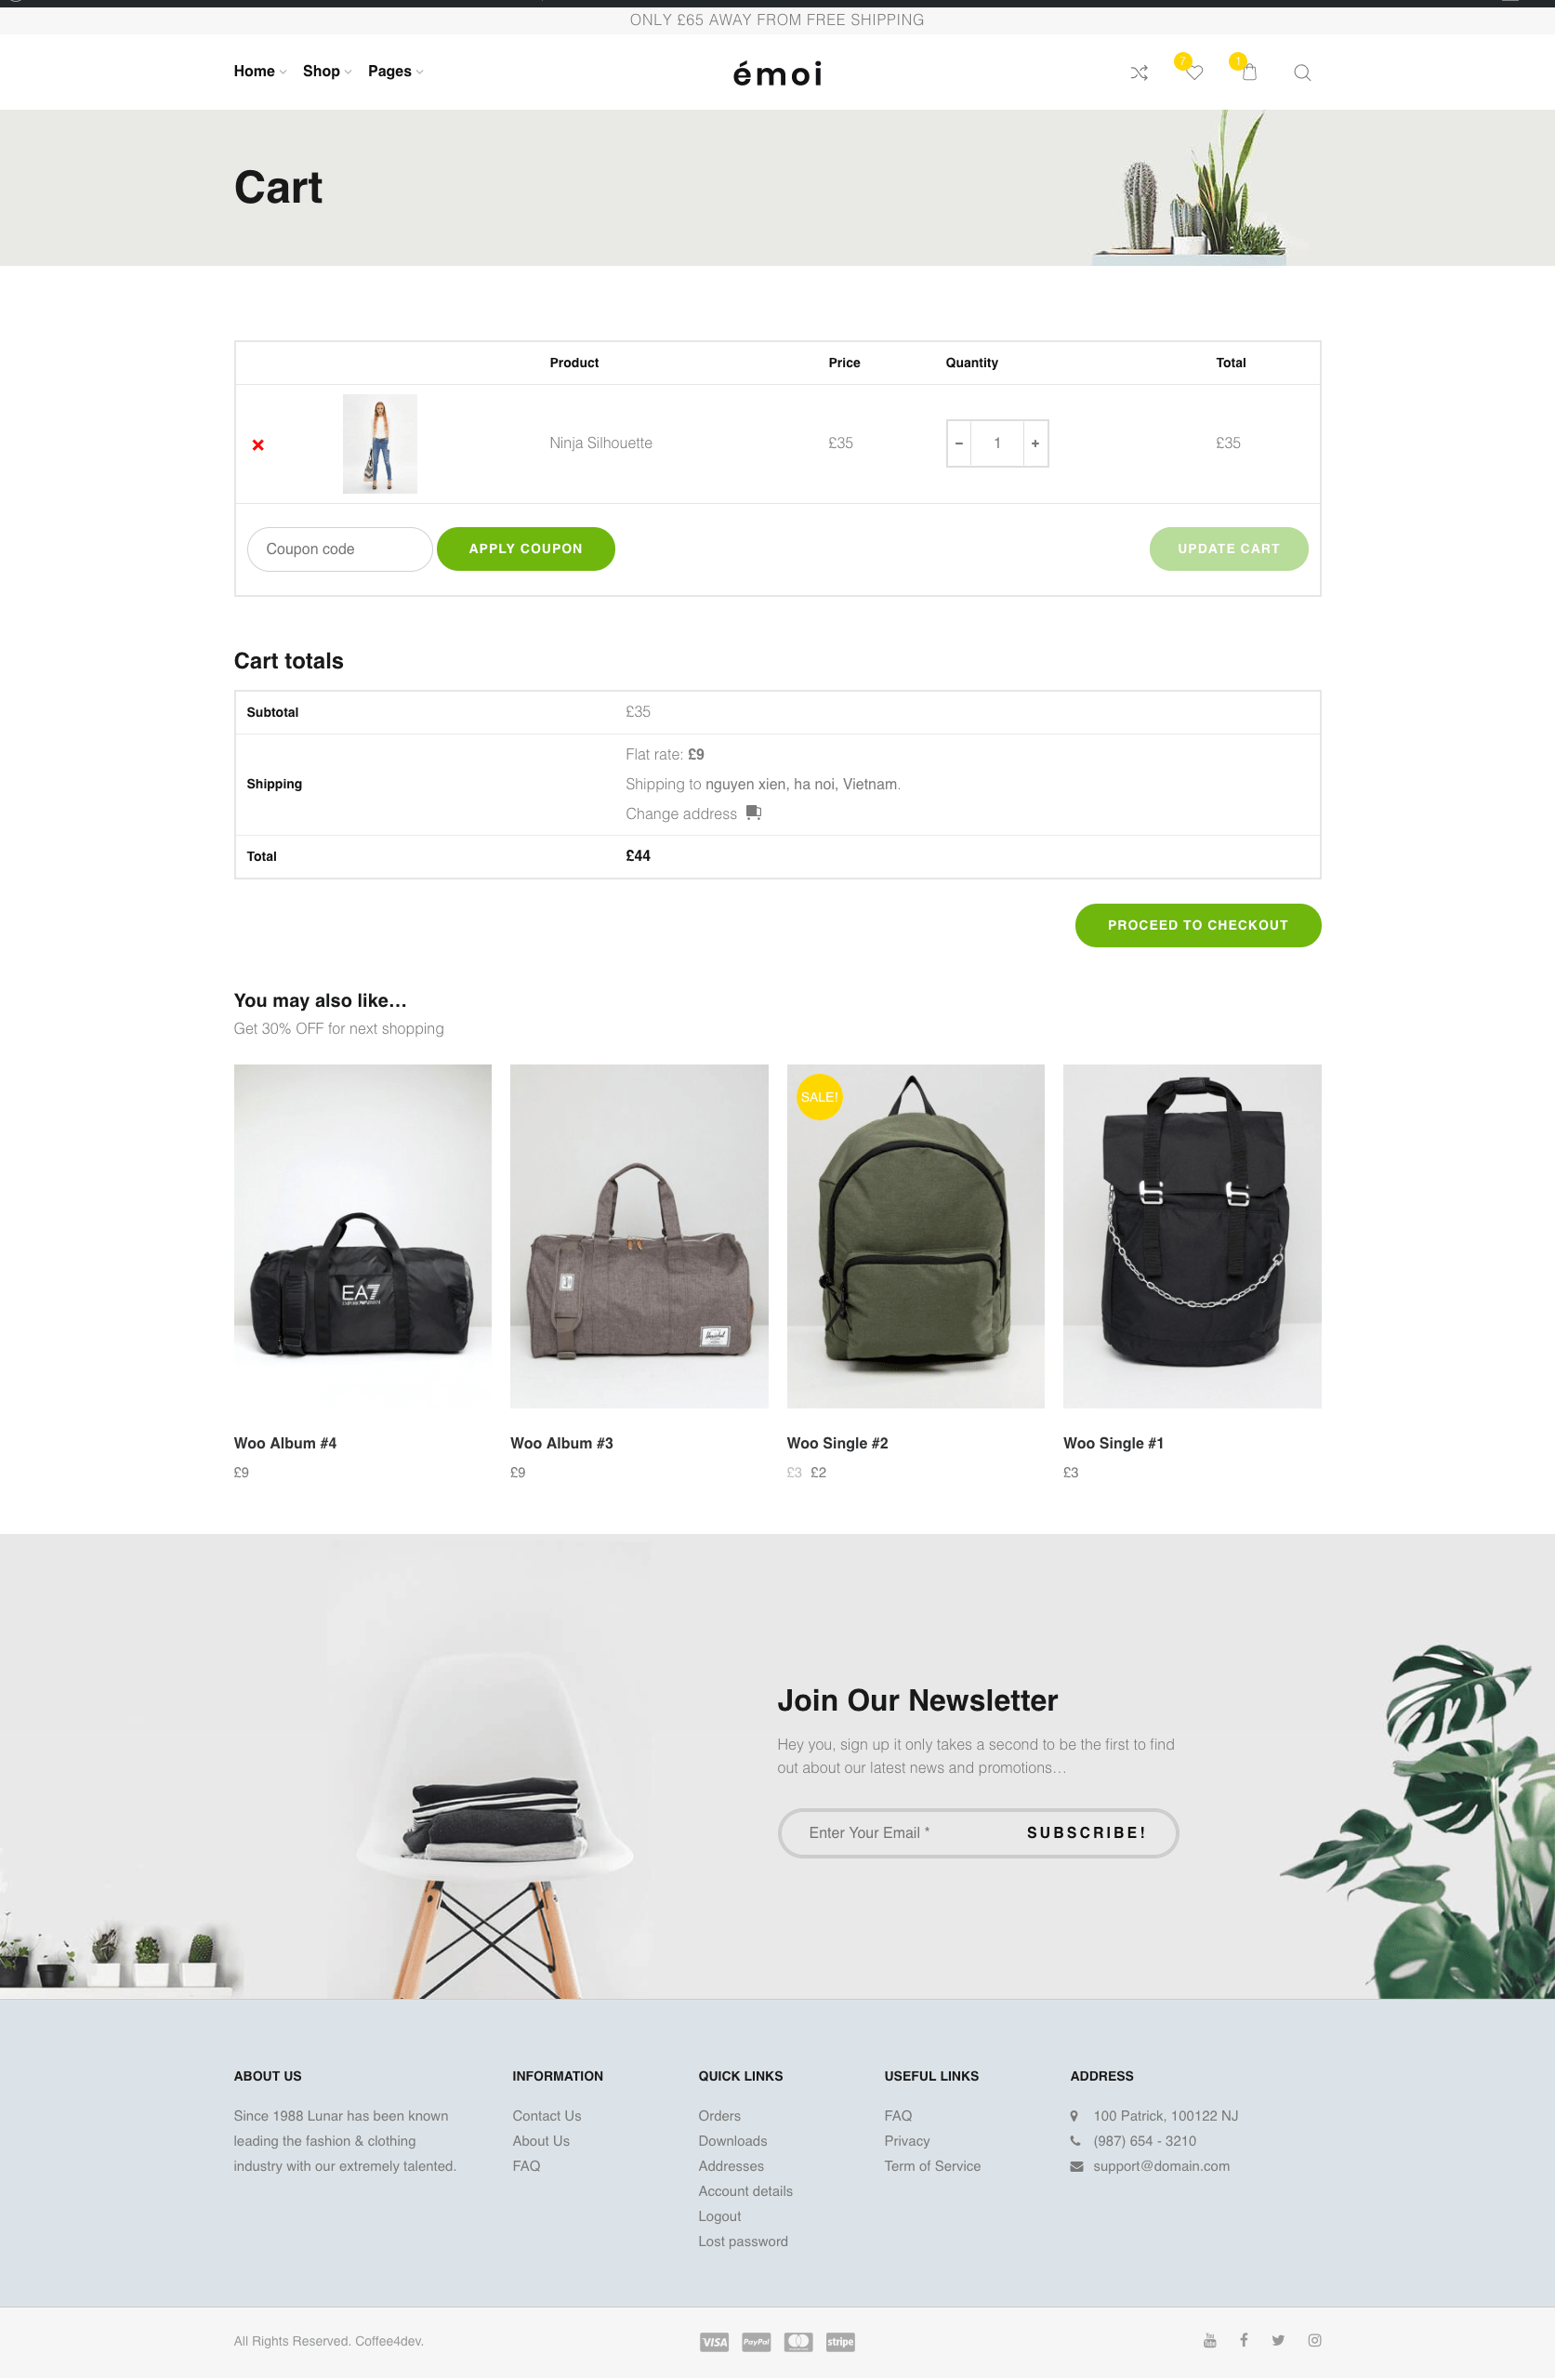 ONLY £65 AWAY FROM FREE SHIPPING
Home Shop Pages
émoi
7
1
Cart
Product Price Quantity Total
Ninja Silhouette £35 − 1 + £35
Coupon code APPLY COUPON UPDATE CART
Cart totals
Subtotal £35
Flat rate: £9
Shipping Shipping to nguyen xien, ha noi, Vietnam.
Change address
Total £44
PROCEED TO CHECKOUT
You may also like...
Get 30% OFF for next shopping
SALE!
EA7
EMPORIO ARMANI
Herschel
Woo Album #4 Woo Album #3 Woo Single #2 Woo Single #1
£9 £9 £3 £2 £3
Join Our Newsletter
Hey you, sign up it only takes a second to be the first to find
out about our latest news and promotions...
Enter Your Email * SUBSCRIBE!
ABOUT US
Since 1988 Lunar has been known
leading the fashion & clothing
industry with our extremely talented.
INFORMATION
Contact Us
About Us
FAQ
QUICK LINKS
Orders
Downloads
Addresses
Account details
Logout
Lost password
USEFUL LINKS
FAQ
Privacy
Term of Service
ADDRESS
100 Patrick, 100122 NJ
(987) 654 - 3210
support@domain.com
All Rights Reserved. Coffee4dev.
VISA PayPal stripe
You Tube